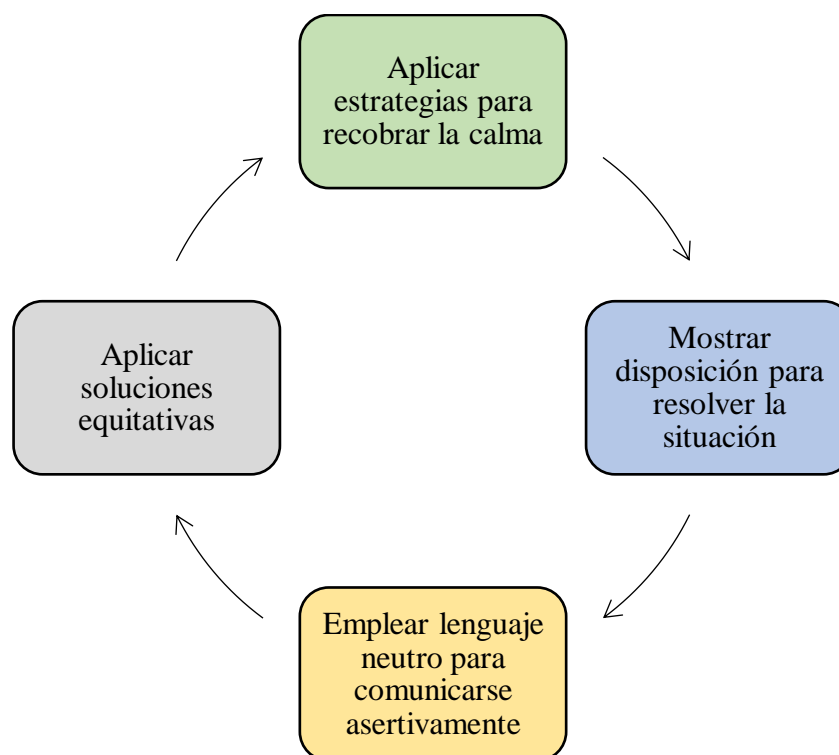 Aplicar
estrategias para
recobrar la calma
Mostrar
disposición para
resolver la
situación
Emplear lenguaje
neutro para
comunicarse
asertivamente
Aplicar
soluciones
equitativas